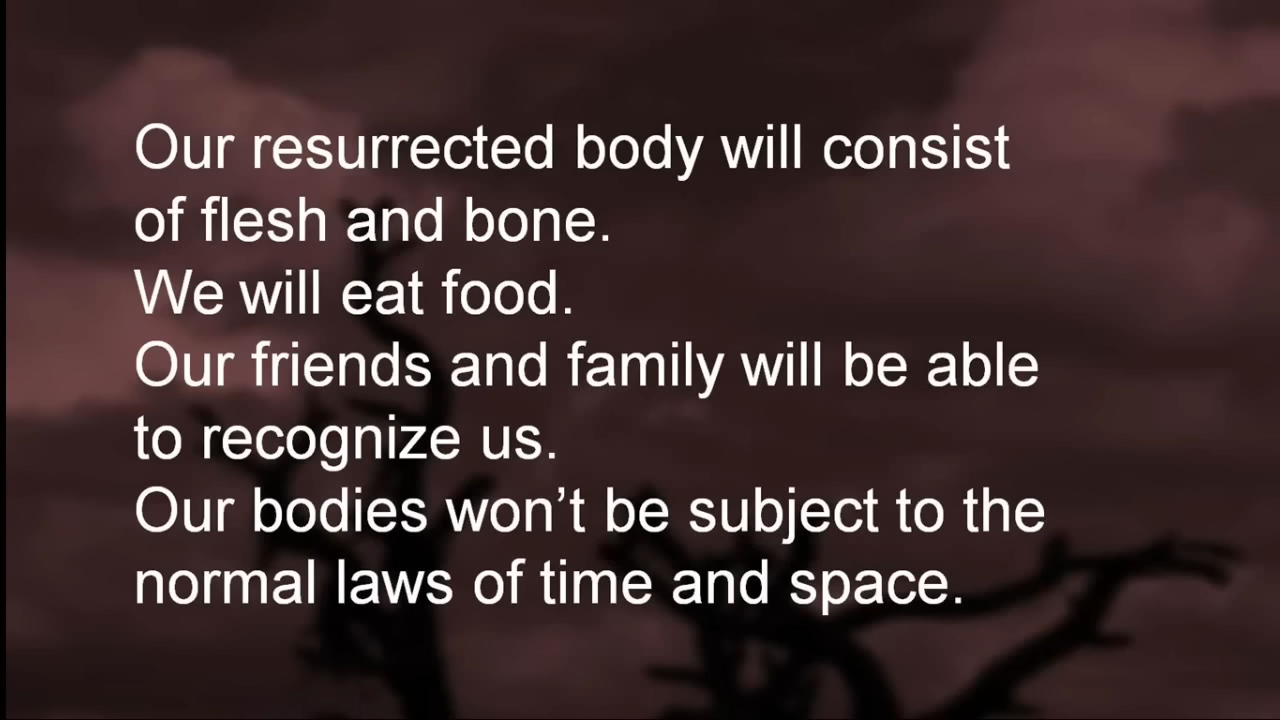 Our resurrected body will consist
of flesh and bone.
We will eat food.
Our friends and family will be able
to recognize us.
Our bodies won’t be subject to the
normal laws of time and space.